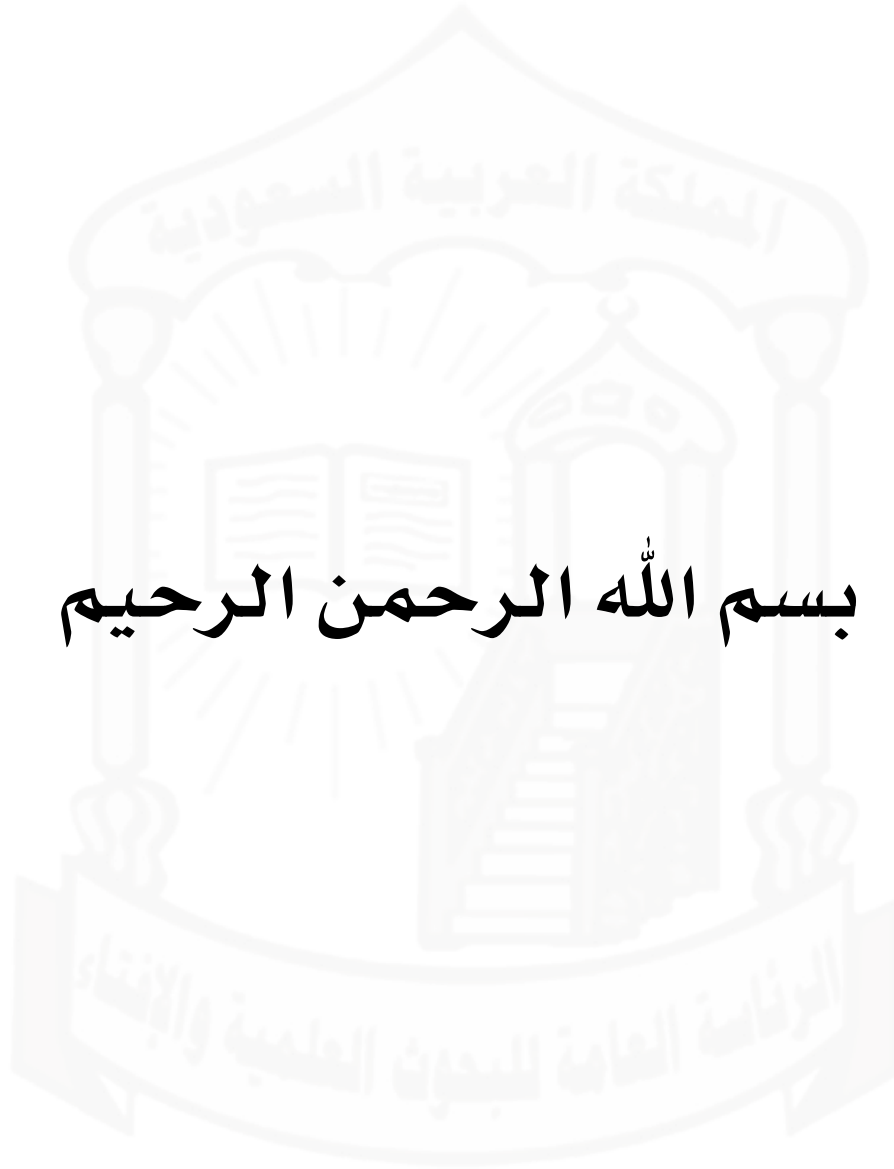 المملكة العربية السعودية
بسم الله الرحمن الرحيم
الرئاسة العامة للبحوث العلمية والإفتاء